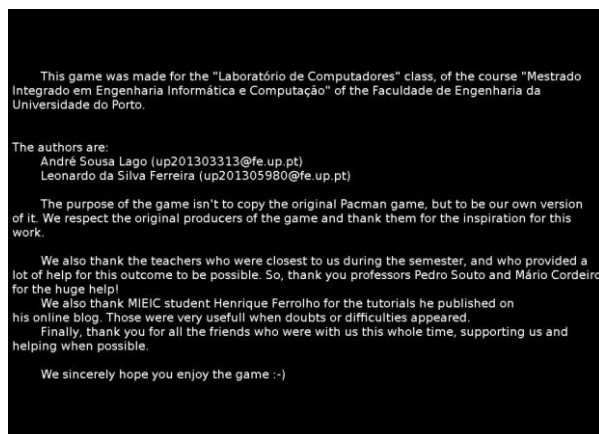 This game was made for the "Laboratório de Computadores" class, of the course "Mestrado
Integrado em Engenharia Informática e Computação" of the Faculdade de Engenharia da
Universidade do Porto.
The authors are:
André Sousa Lago (up201303313@fe.up.pt)
Leonardo da Silva Ferreira (up201305980@fe.up.pt)
The purpose of the game isn't to copy the original Pacman game, but to be our own version
of it. We respect the original producers of the game and thank them for the inspiration for this
work.
We also thank the teachers who were closest to us during the semester, and who provided a
lot of help for this outcome to be possible. So, thank you professors Pedro Souto and Mário Cordeiro
for the huge help!
We also thank MIEIC student Henrique Ferrolho for the tutorials he published on
his online blog. Those were very usefull when doubts or difficulties appeared.
Finally, thank you for all the friends who were with us this whole time, supporting us and
helping when possible.
We sincerely hope you enjoy the game :-)